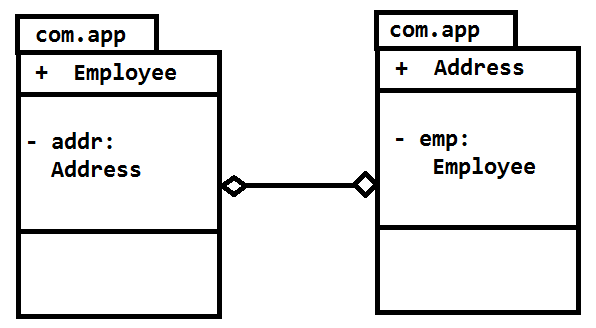 com.app
+ Employee
- addr:
Address
com.app
+ Address
- emp:
Employee